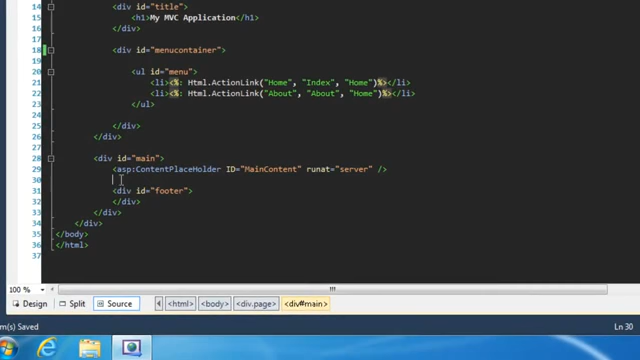 <div id="title">
<h1>My MVC Application</h1>
</div>
18 <div id="menucontainer">
19
20 <ul id="menu">
21 <li><%: Html.ActionLink("Home", "Index", "Home")%></li>
22 <li><%: Html.ActionLink("About", "About", "Home")%></li>
23 </ul>
24
25 </div>
26 </div>
27
28 <div id="main">
29 <asp:ContentPlaceHolder ID="MainContent" runat="server" />
30
31 <div id="footer">
32 </div>
33 </div>
34 </div>
35 </body>
36 </html>
37
100 %
Design Split Source <html> <body> <div.page> <div#main>
m(s) Saved Ln 30